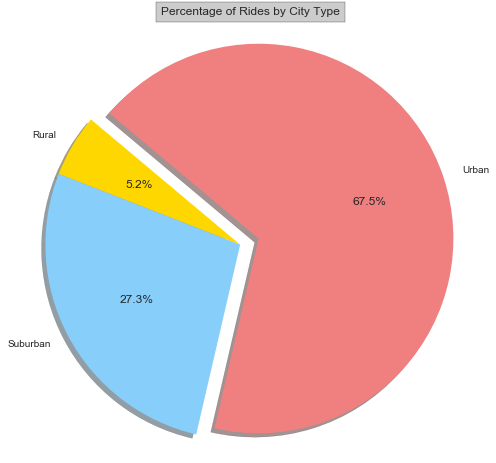 Percentage of Rides by City Type
Rural
Urban
5.2%
67.5%
27.3%
Suburban